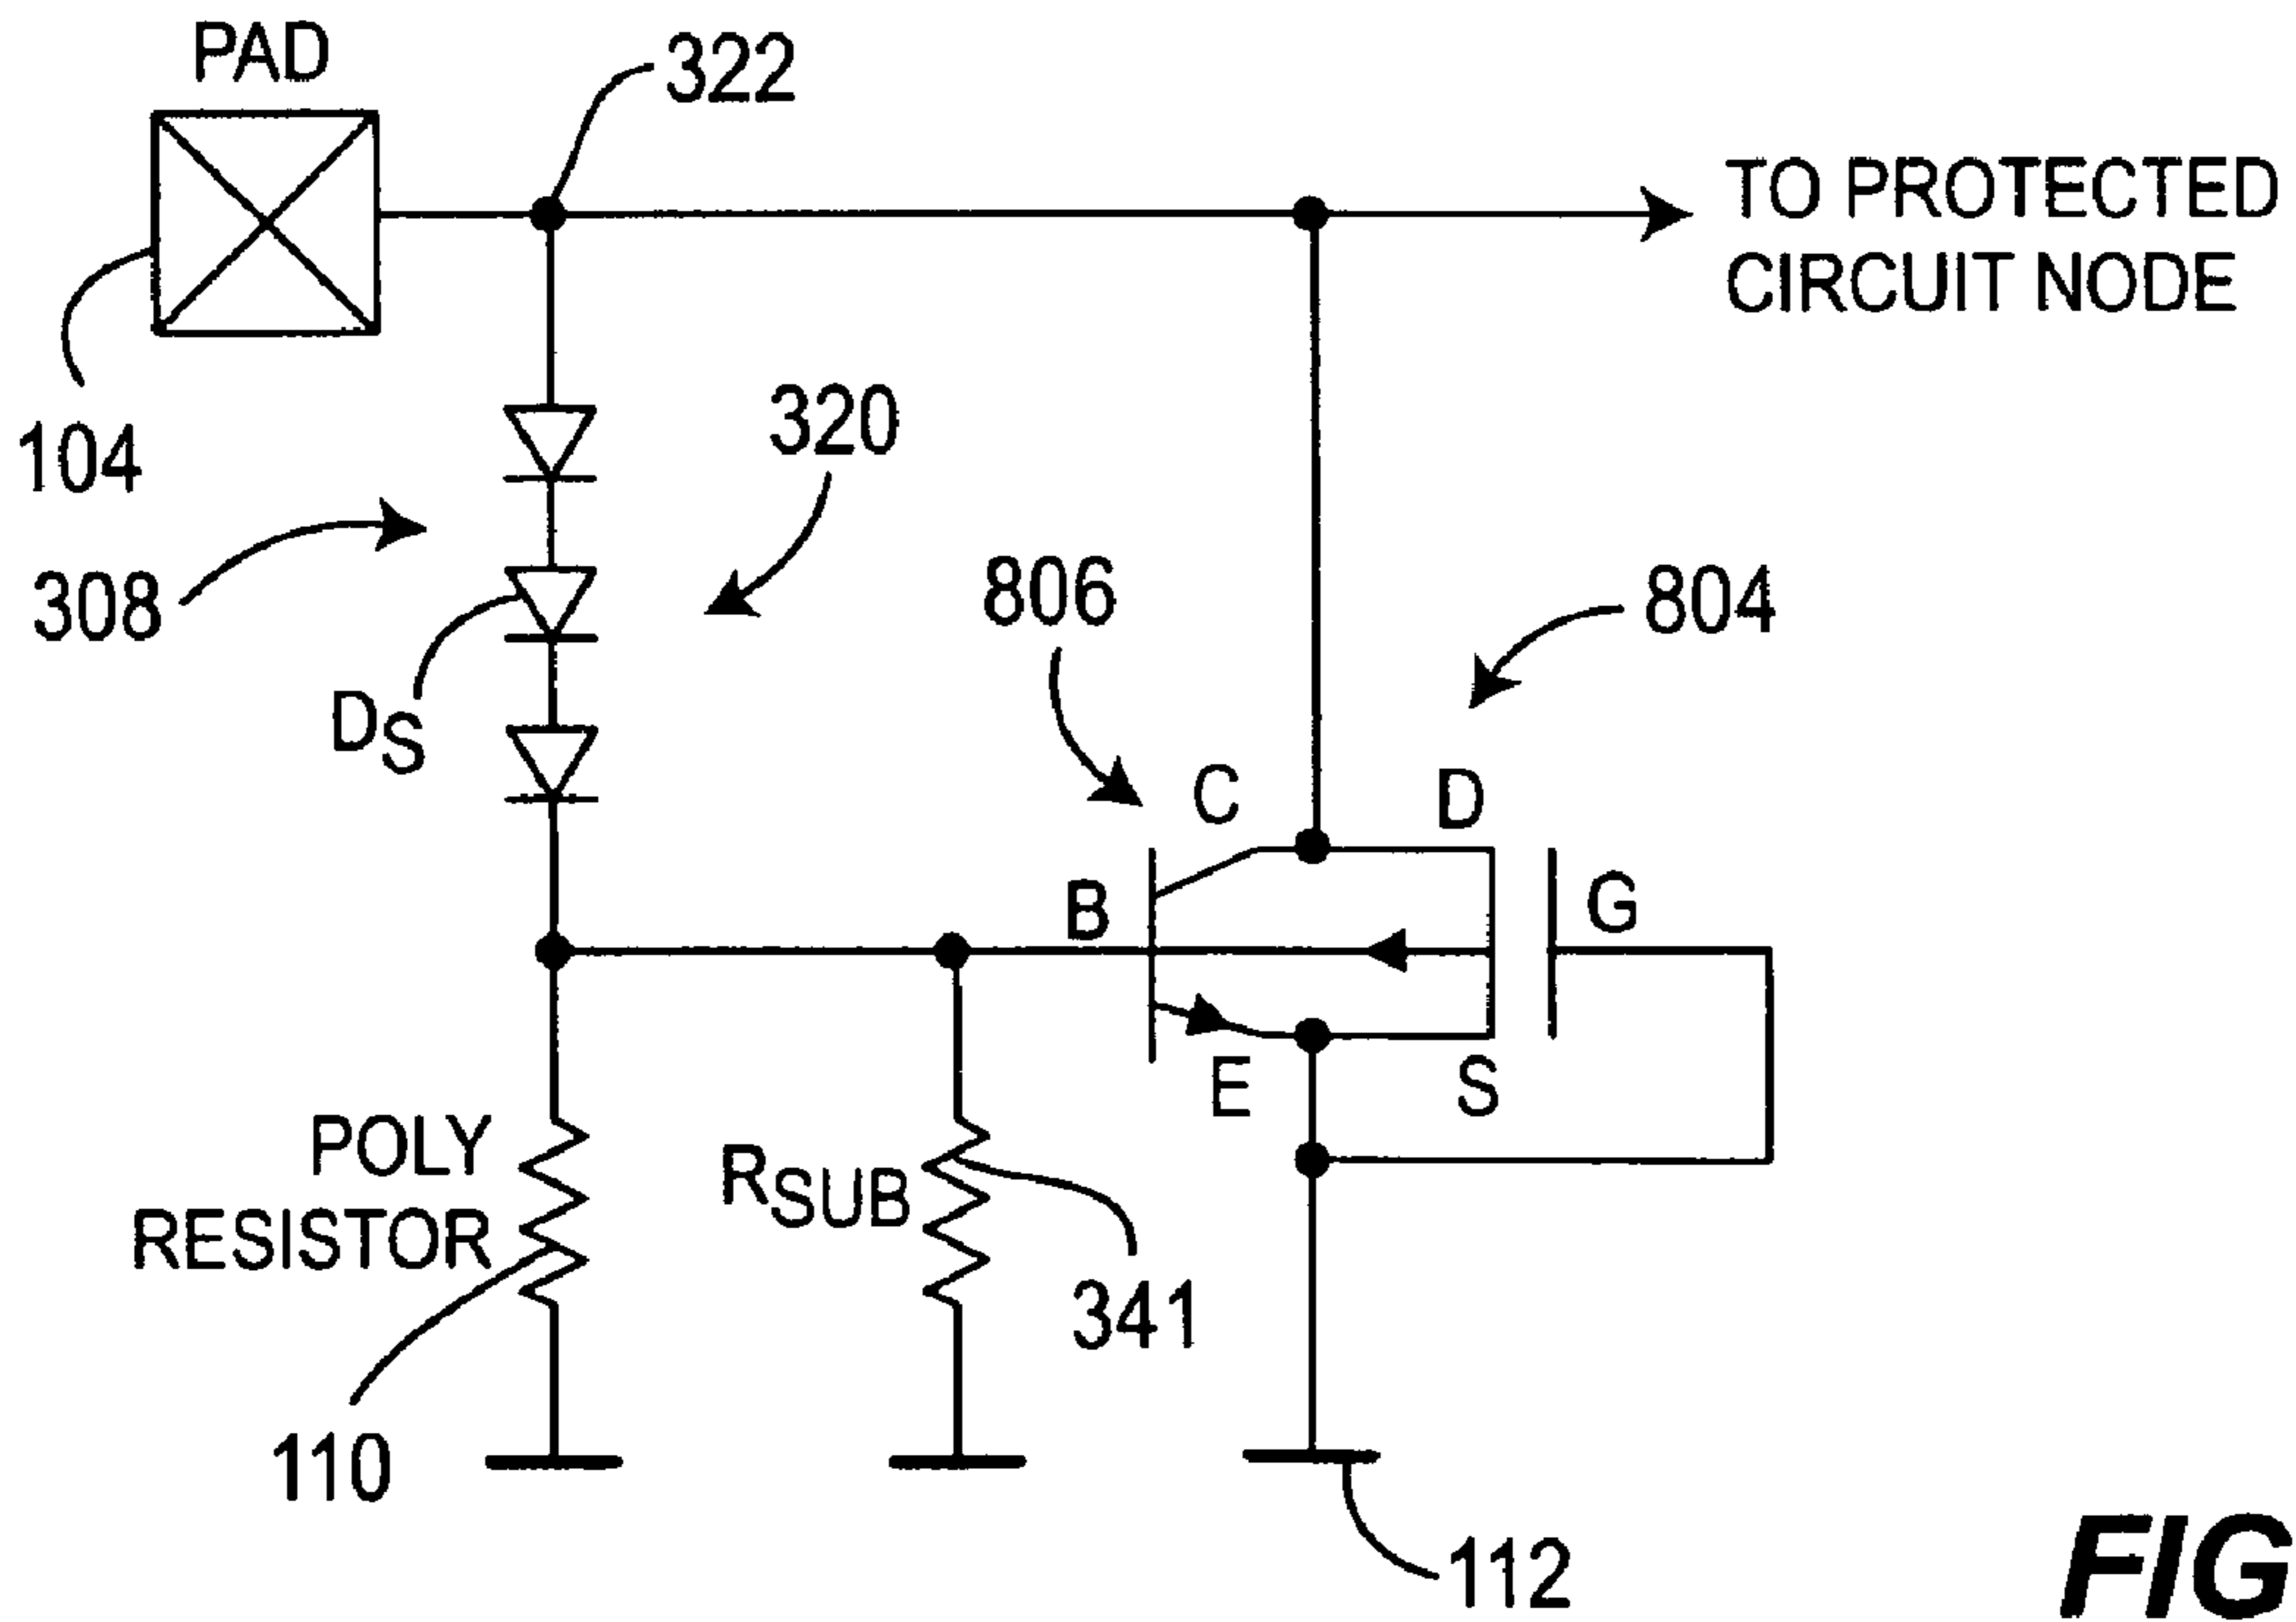 PAD
322
TO PROTECTED
CIRCUIT NODE
104
320
308
806
804
DS
C
D
B
G
E
S
POLY
RESISTOR
RSUB
341
110
112
FIG